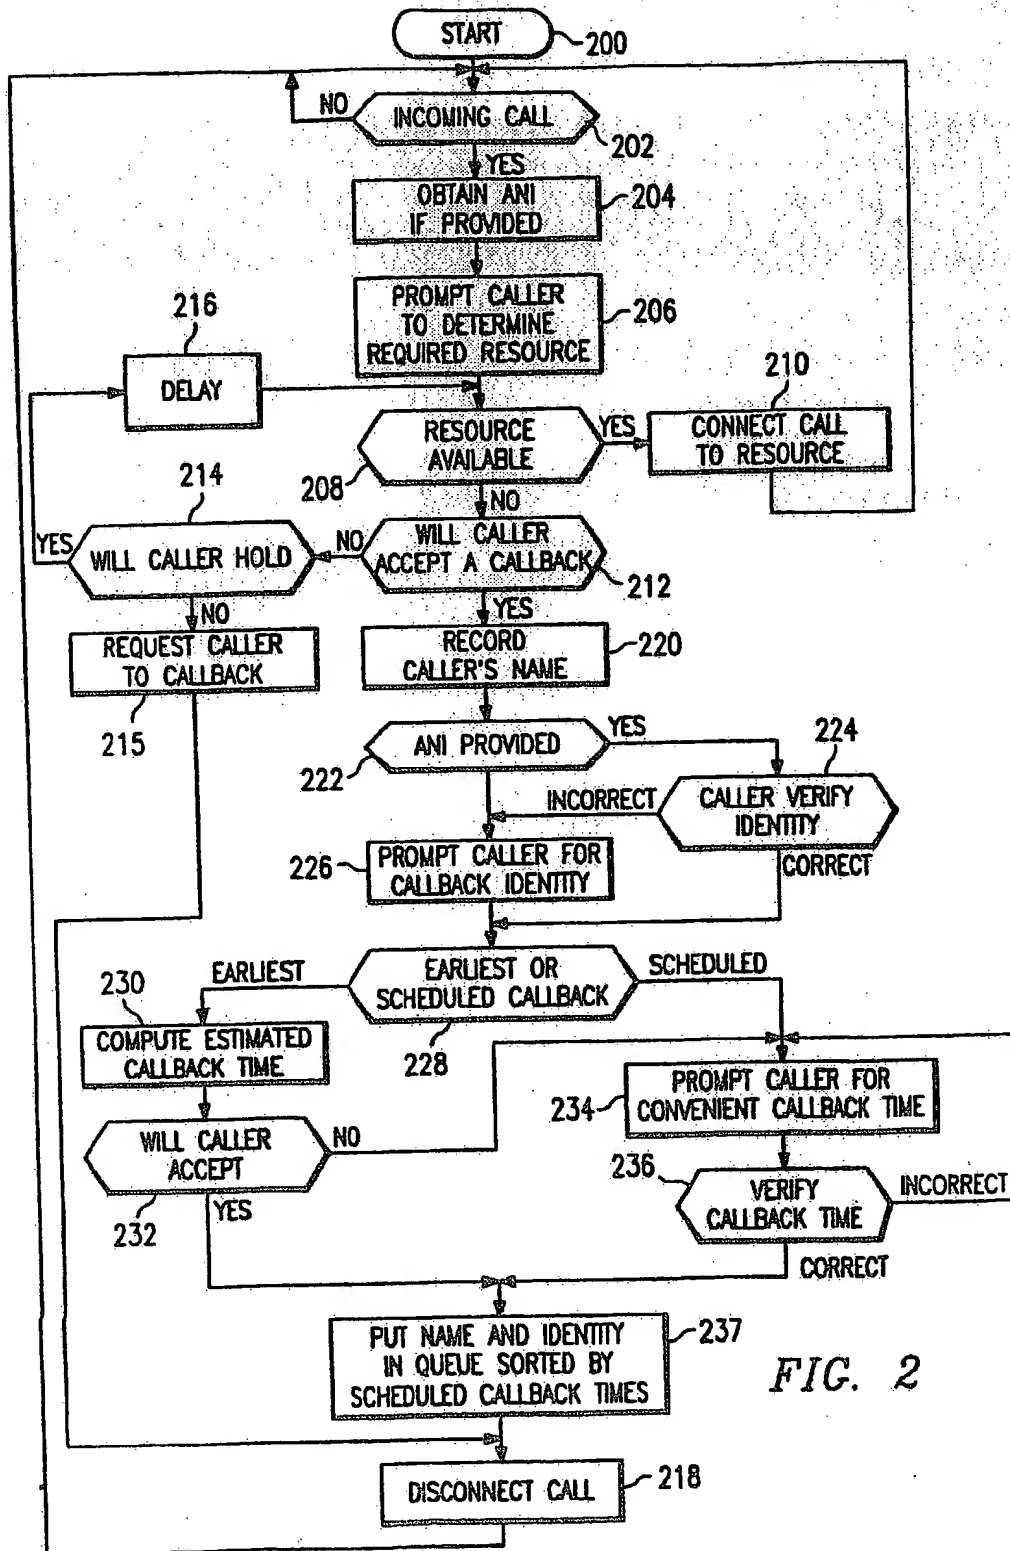 START
200
NO
INCOMING CALL
202
YES
OBTAIN ANI
IF PROVIDED
204
216
PROMPT CALLER
TO DETERMINE
REQUIRED RESOURCE
206
DELAY
210
RESOURCE
AVAILABLE
YES
CONNECT CALL
TO RESOURCE
208
214
NO
YES
WILL CALLER HOLD
NO
WILL CALLER
ACCEPT A CALLBACK
212
NO
YES
REQUEST CALLER
TO CALLBACK
215
RECORD
CALLER'S NAME
220
ANI PROVIDED
222
YES
224
INCORRECT
CALLER VERIFY
IDENTITY
CORRECT
226
PROMPT CALLER FOR
CALLBACK IDENTITY
EARLIEST
EARLIEST OR
SCHEDULED CALLBACK
SCHEDULED
228
230
COMPUTE ESTIMATED
CALLBACK TIME
234
PROMPT CALLER FOR
CONVENIENT CALLBACK TIME
WILL CALLER
ACCEPT
NO
232
YES
236
VERIFY
CALLBACK TIME
INCORRECT
CORRECT
PUT NAME AND IDENTITY
IN QUEUE SORTED BY
SCHEDULED CALLBACK TIMES
237
FIG. 2
DISCONNECT CALL
218